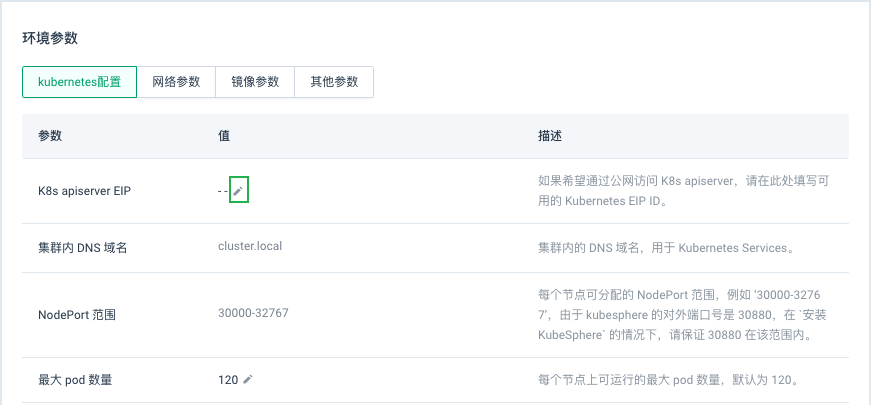 环境参数
kubernetes配置 网络参数 镜像参数 其他参数
参数 值 描述
K8s apiserver EIP - - 如果希望通过公网访问 K8s apiserver，请在此处填写可
用的 Kubernetes EIP ID。
集群内 DNS 域名 cluster.local 集群内的 DNS 域名，用于 Kubernetes Services。
每个节点可分配的 NodePort 范围，例如 '30000-3276
NodePort 范围 30000-32767 7'，由于 kubesphere 的对外端口号是 30880，在 `安装
KubeSphere` 的情况下，请保证 30880 在该范围内。
最大 pod 数量 120 每个节点上可运行的最大 pod 数量，默认为 120。